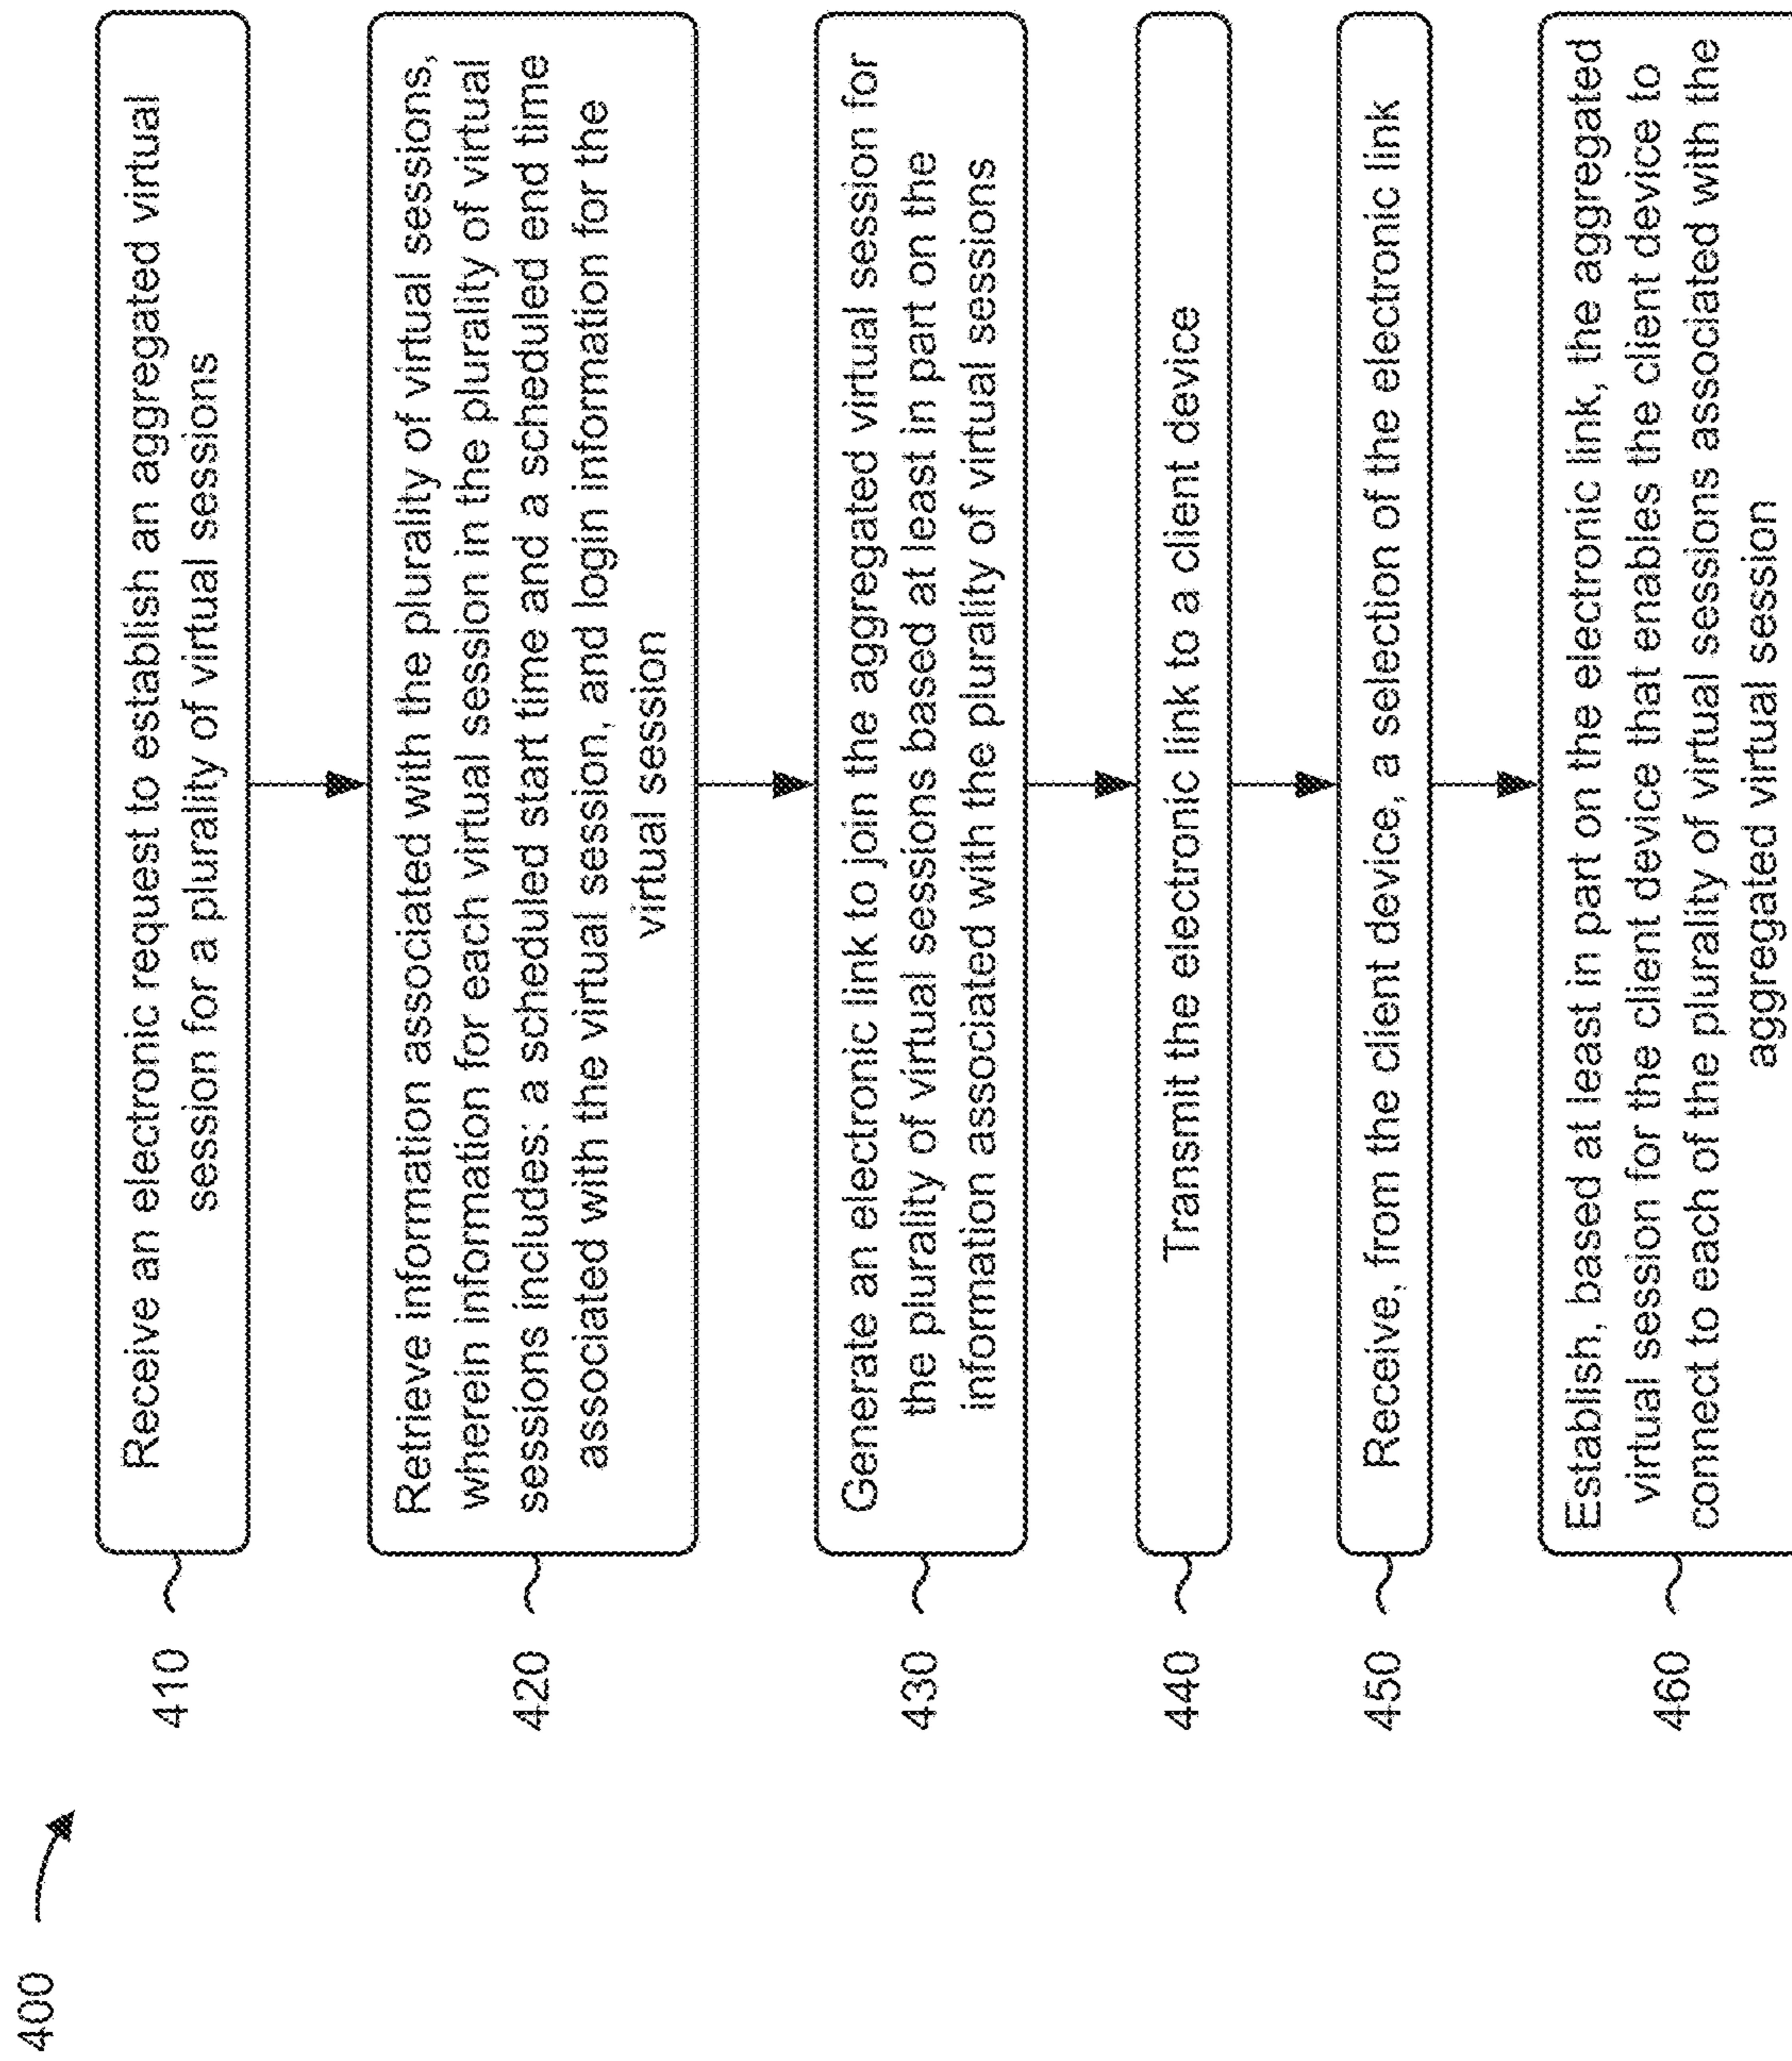 400
410
Receive an electronic request to establish an aggregated virtual
session for a plurality of virtual sessions
420
Retrieve information associated with the plurality of virtual sessions,
wherein information for each virtual session in the plurality of virtual
sessions includes: a scheduled start time and a scheduled end time
associated with the virtual session, and login information for the
virtual session
430
Generate an electronic link to join the aggregated virtual session for
the plurality of virtual sessions based at least in part on the
information associated with the plurality of virtual sessions
440
Transmit the electronic link to a client device
450
Receive, from the client device, a selection of the electronic link
460
Establish, based at least in part on the electronic link, the aggregated
virtual session for the client device that enables the client device to
connect to each of the plurality of virtual sessions associated with the
aggregated virtual session